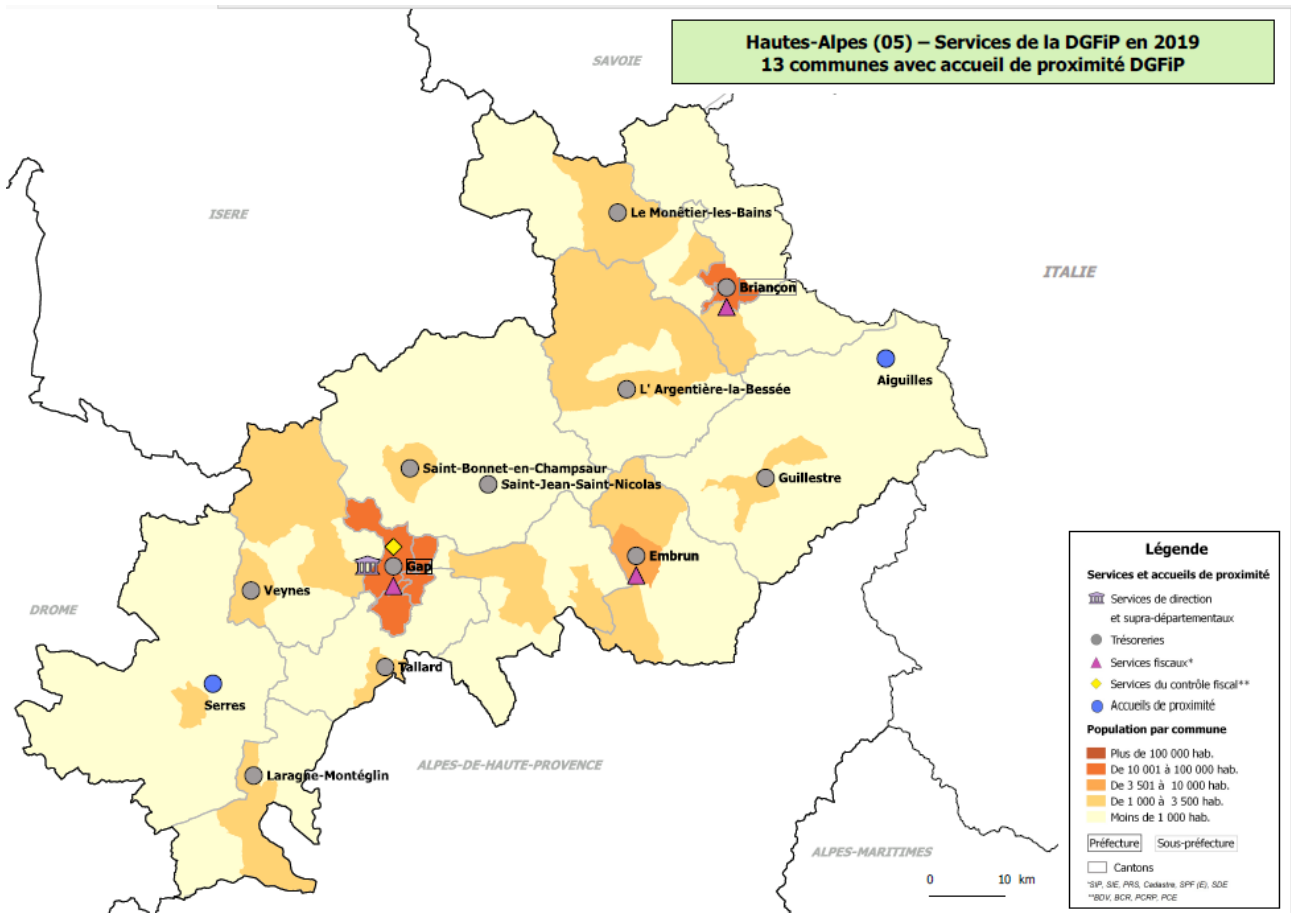 Hautes-Alpes (05) – Services de la DGFiP en 2019
13 communes avec accueil de proximité DGFiP
SAVOIE
ISERE
Le Monêtier-les-Bains
ITALIE
Briançon
Aiguilles
L' Argentière-la-Bessée
Saint-Bonnet-en-Champsaur
Saint-Jean-Saint-Nicolas
Guillestre
Embrun
Gap
Veynes
DROME
Tallard
Serres
Laragne-Montéglin
ALPES-DE-HAUTE-PROVENCE
ALPES-MARITIMES
0 10 km
Légende
Services et accueils de proximité
Services de direction
et supra-départementaux
Trésoreries
Services fiscaux*
Services du contrôle fiscal**
Accueils de proximité
Population par commune
Plus de 100 000 hab.
De 10 001 à 100 000 hab.
De 3 501 à 10 000 hab.
De 1 000 à 3 500 hab.
Moins de 1 000 hab.
Préfecture Sous-préfecture
Cantons
*SIP, SIE, PRS, Cadastre, SPF (E), SDE
**BDV, BCR, PCRP, PCE